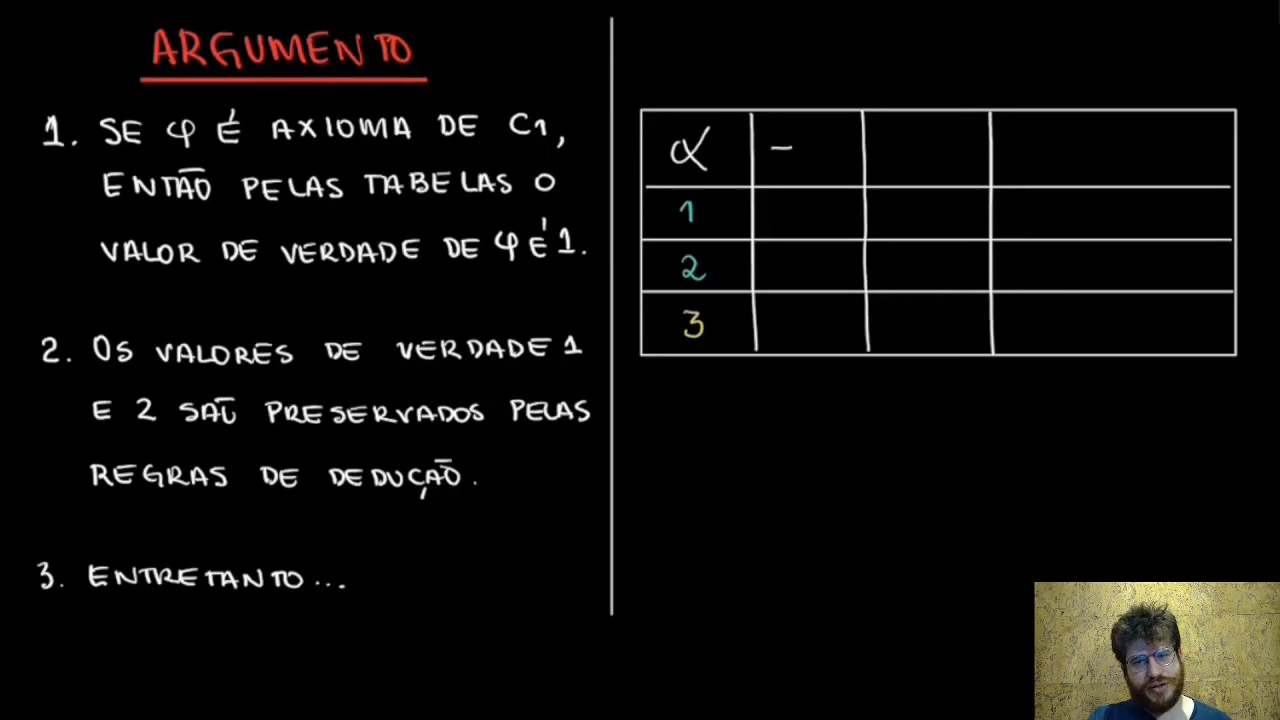 ARGUMENTO
1. SE φ É AXIOMA DE C1,
ENTÃO PELAS TABELAS O
VALOR DE VERDADE DE φ É 1.
2. OS VALORES DE VERDADE 1
E 2 SÃO PRESERVADOS PELAS
REGRAS DE DEDUÇÃO.
3. ENTRETANTO...
α –
1
2
3